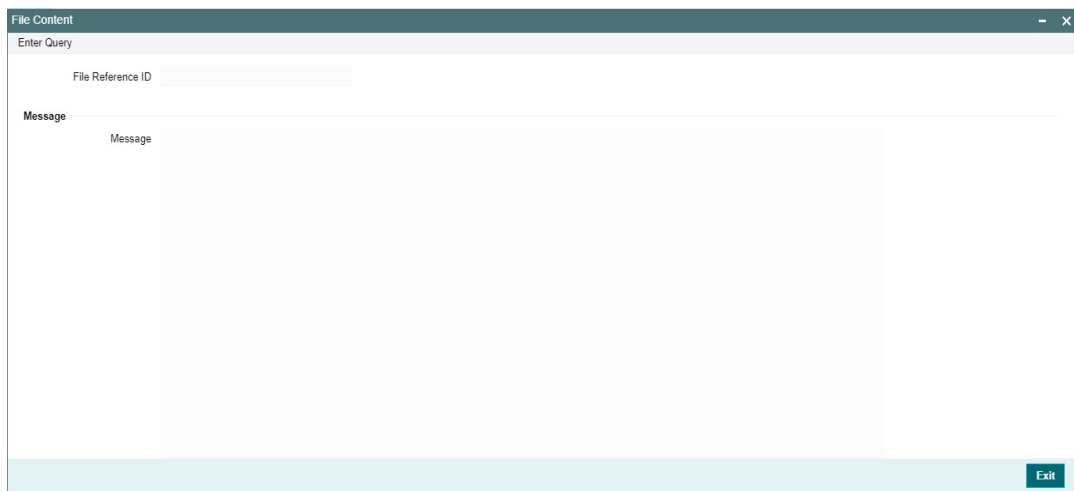 File Content
Enter Query
File Reference ID
Message
Message
Exit